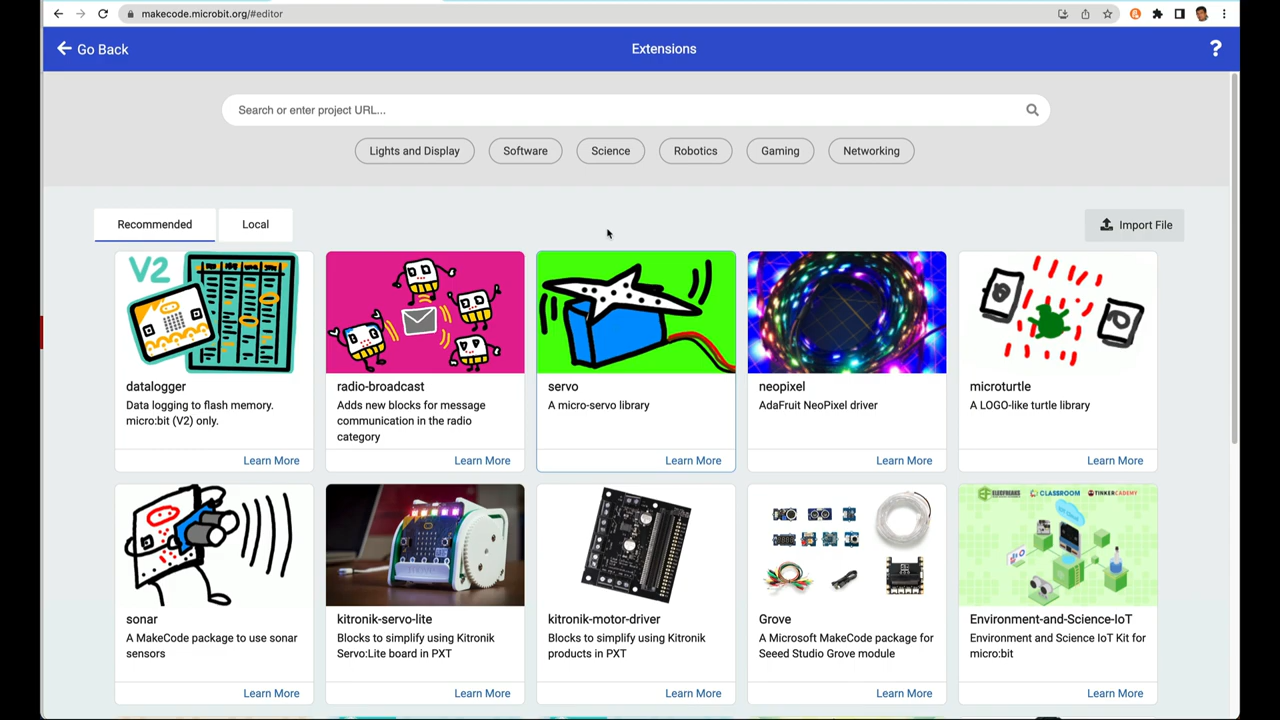 makecode.microbit.org/#editor
Go Back
Extensions
?
Search or enter project URL...
Lights and Display
Software
Science
Robotics
Gaming
Networking
Recommended
Local
Import File
V2
datalogger
Data logging to flash memory.
micro:bit (V2) only.
Learn More
radio-broadcast
Adds new blocks for message
communication in the radio
category
Learn More
servo
A micro-servo library
Learn More
neopixel
AdaFruit NeoPixel driver
Learn More
microturtle
A LOGO-like turtle library
Learn More
sonar
A MakeCode package to use sonar
sensors
Learn More
kitronik-servo-lite
Blocks to simplify using Kitronik
Servo:Lite board in PXT
Learn More
kitronik-motor-driver
Blocks to simplify using Kitronik
products in PXT
Learn More
Grove
A Microsoft MakeCode package for
Seeed Studio Grove module
Learn More
ELECFREAKS
CLASSROOM
TINKERCADEMY
Environment-and-Science-IoT
Environment and Science IoT Kit for
micro:bit
Learn More